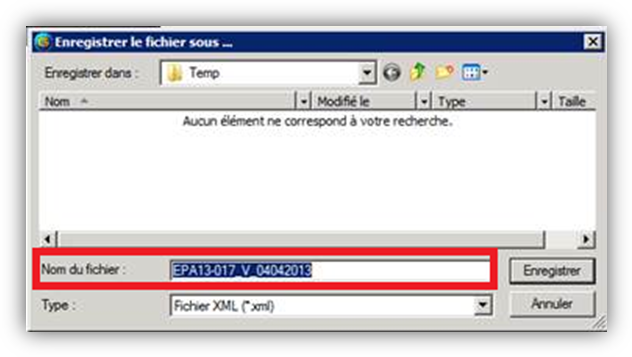 Enregistrer le fichier sous ...
Enregistrer dans : Temp
Nom Modifié le Type Taille
Aucun élément ne correspond à votre recherche.
Nom du fichier : EPA13-017_V_04042013 Enregistrer
Type : Fichier XML (*.xml) Annuler